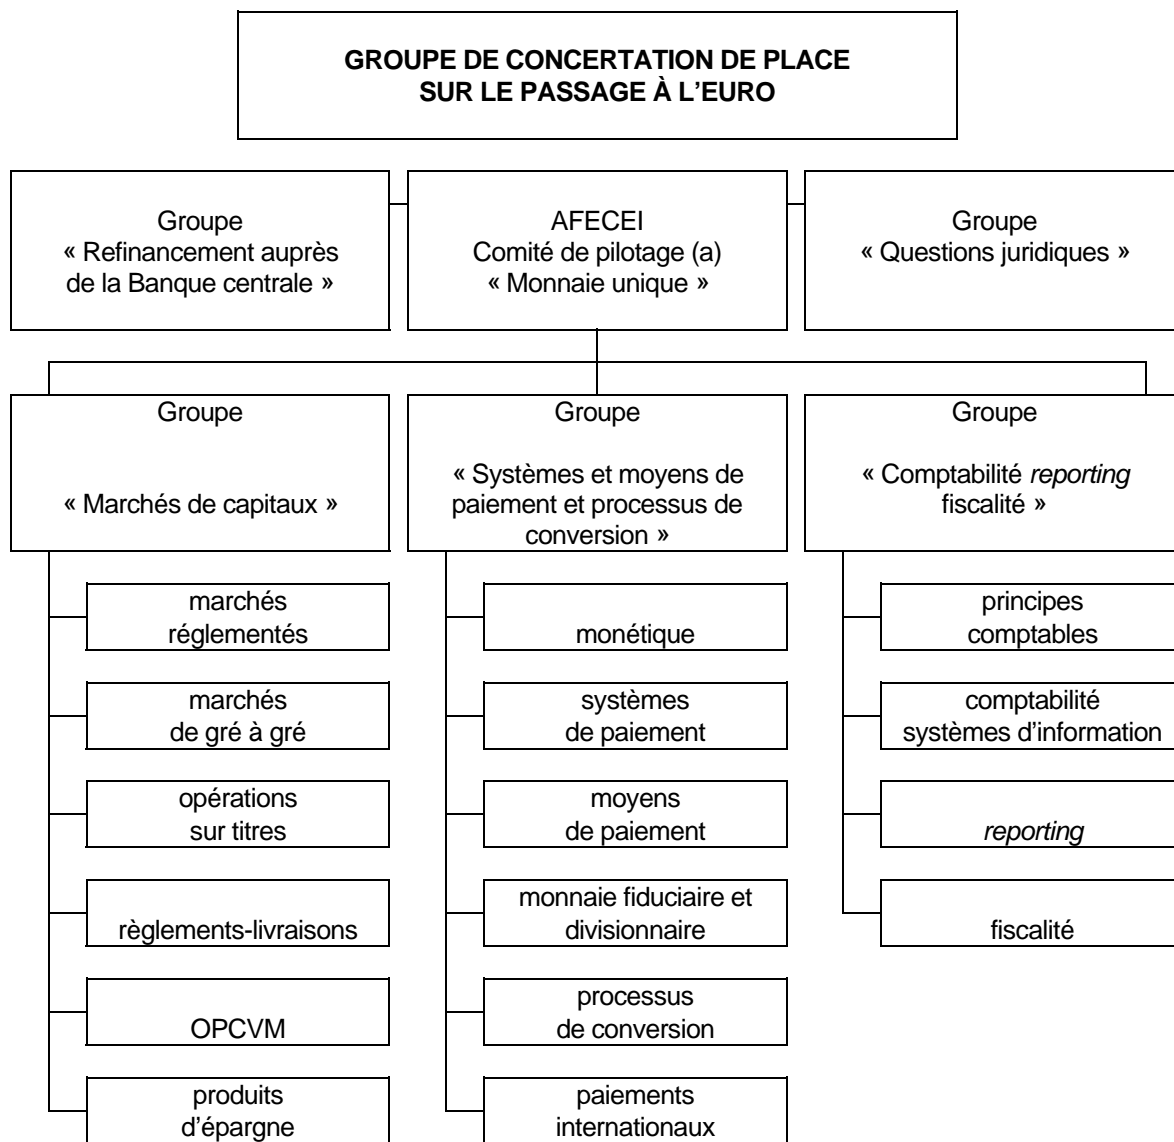 GROUPE DE CONCERTATION DE PLACE
SUR LE PASSAGE À L’EURO
Groupe
« Refinancement auprès
de la Banque centrale »
AFECEI
Comité de pilotage (a)
« Monnaie unique »
Groupe
« Questions juridiques »
Groupe
« Marchés de capitaux »
Groupe
« Systèmes et moyens de
paiement et processus de
conversion »
Groupe
« Comptabilité reporting
fiscalité »
marchés
réglementés
marchés
de gré à gré
opérations
sur titres
règlements-livraisons
OPCVM
produits
d’épargne
monétique
systèmes
de paiement
moyens
de paiement
monnaie fiduciaire et
divisionnaire
processus
de conversion
paiements
internationaux
principes
comptables
comptabilité
systèmes d’information
reporting
fiscalité